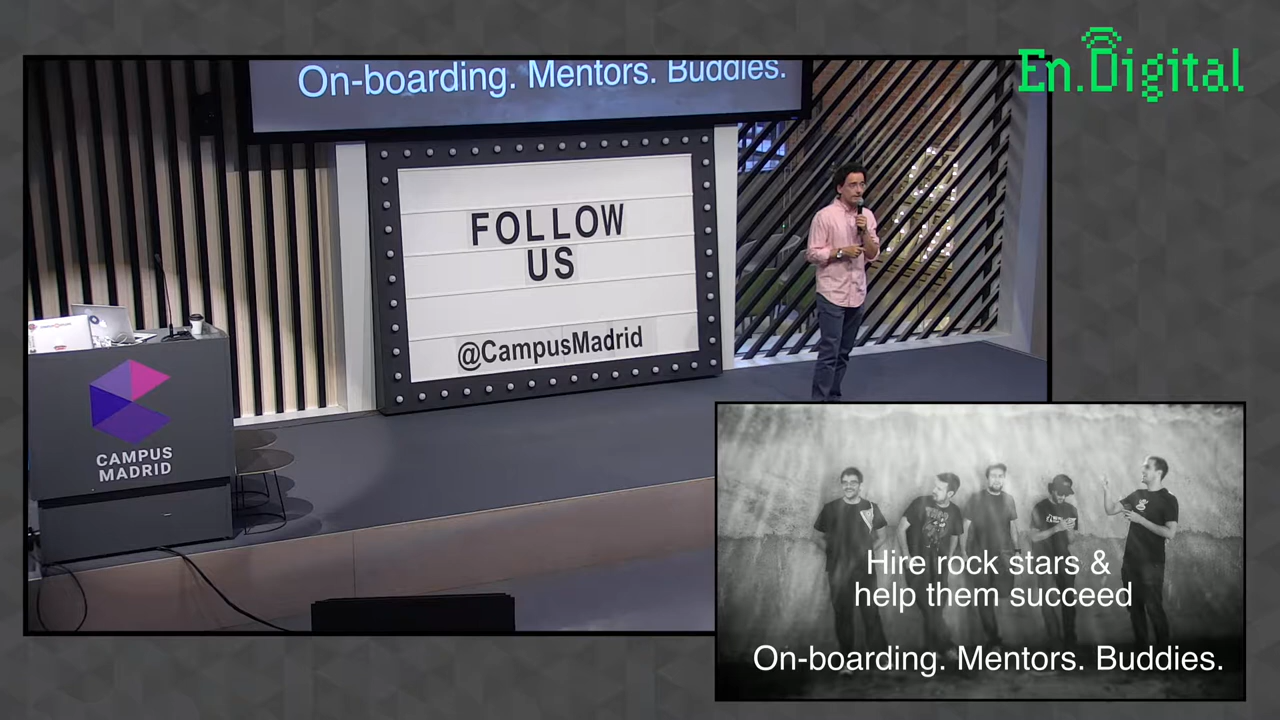 En.Digital
On-boarding. Mentors. Buddies.
FOLLOW
US
@CampusMadrid
CAMPUS
MADRID
Hire rock stars &
help them succeed
On-boarding. Mentors. Buddies.